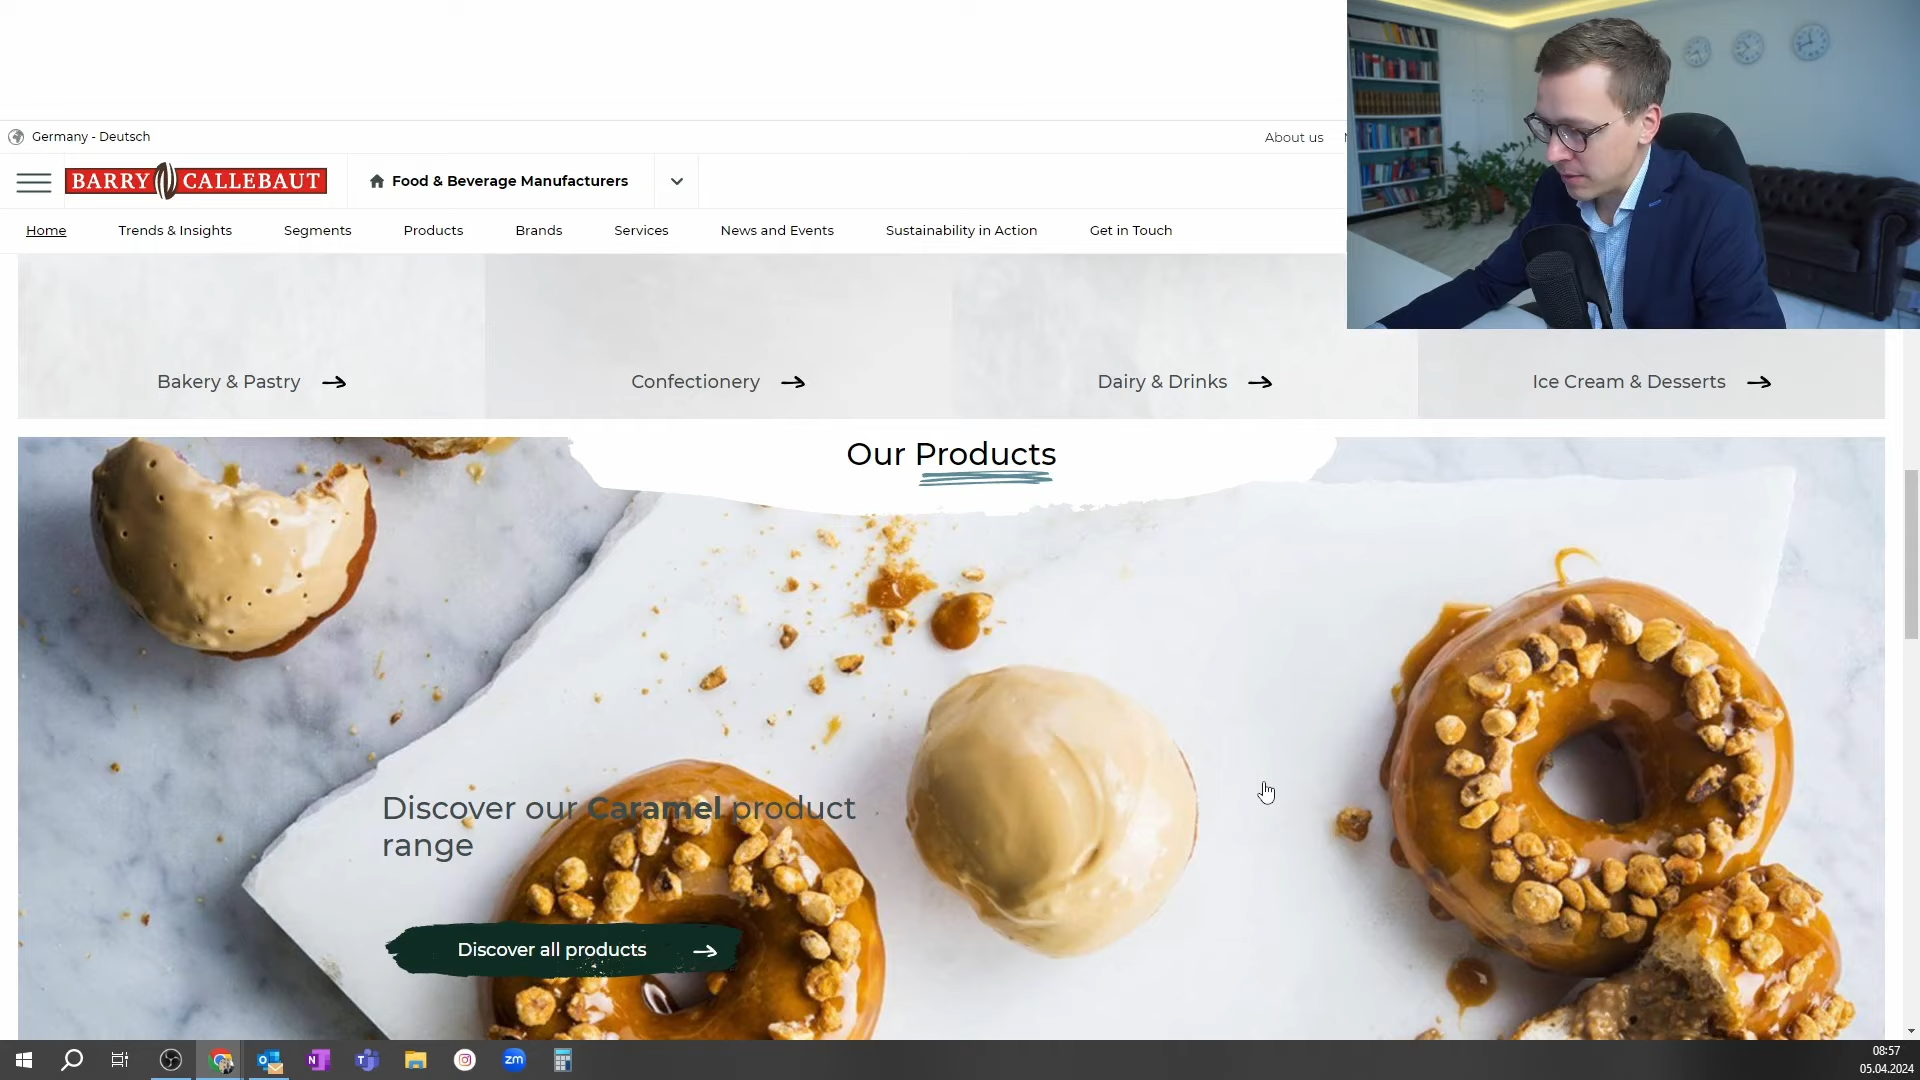 Germany - Deutsch
About us
BARRY CALLEBAUT
Food & Beverage Manufacturers
Home
Trends & Insights
Segments
Products
Brands
Services
News and Events
Sustainability in Action
Get in Touch
Bakery & Pastry
Confectionery
Dairy & Drinks
Ice Cream & Desserts
Our Products
Discover our Caramel product
range
Discover all products
zm
08:57
05.04.2024